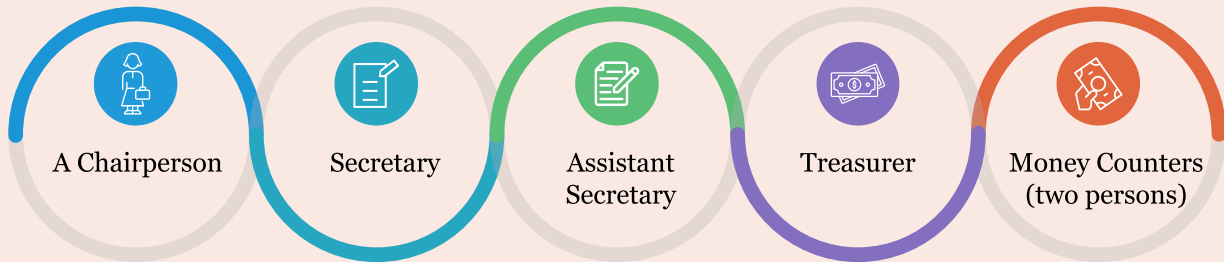 A Chairperson
Secretary
Assistant
Secretary
Treasurer
Money Counters
(two persons)